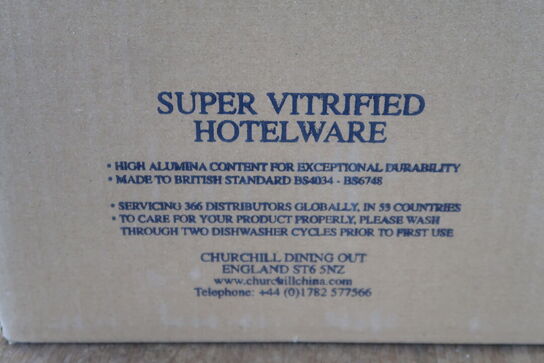 SUPER VITRIFIED
HOTELWARE
• HIGH ALUMINA CONTENT FOR EXCEPTIONAL DURABILITY
• MADE TO BRITISH STANDARD BS4034 - BS6748
• SERVICING 366 DISTRIBUTORS GLOBALLY, IN 53 COUNTRIES
• TO CARE FOR YOUR PRODUCT PROPERLY, PLEASE WASH
THROUGH TWO DISHWASHER CYCLES PRIOR TO FIRST USE
CHURCHILL DINING OUT
ENGLAND ST6 5NZ
www.churchillchina.com
Telephone: +44 (0)1782 577566